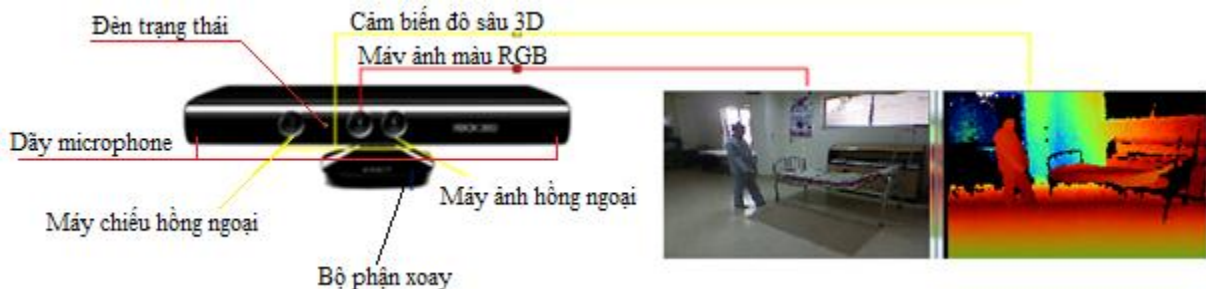 Đèn trạng thái
Cảm biến độ sâu 3D
Máy ảnh màu RGB
Dãy microphone
Máy ảnh hồng ngoại
Máy chiếu hồng ngoại
Bộ phận xoay